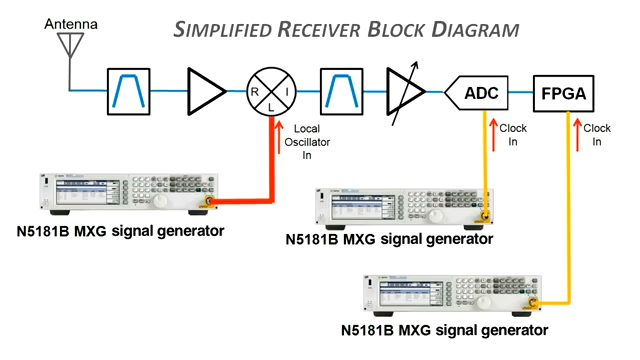 Antenna
SIMPLIFIED RECEIVER BLOCK DIAGRAM
R
I
L
ADC
FPGA
Local
Oscillator
In
Clock
In
Clock
In
N5181B MXG signal generator
N5181B MXG signal generator
N5181B MXG signal generator